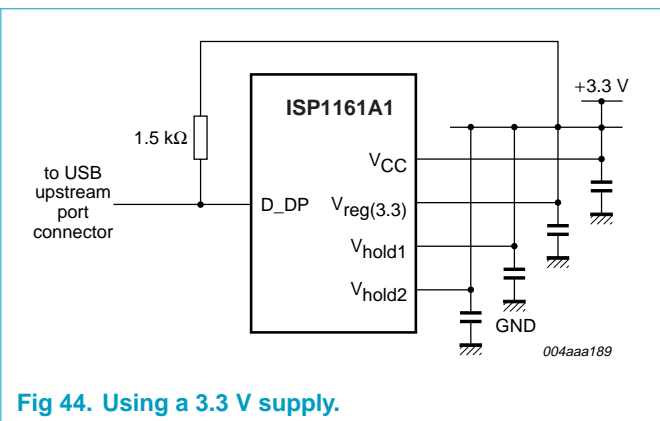 ISP1161A1
+3.3 V
1.5 kΩ
to USB
upstream
port
connector
D_DP
VCC
Vreg(3.3)
Vhold1
Vhold2
GND
004aaa189
Fig 44. Using a 3.3 V supply.